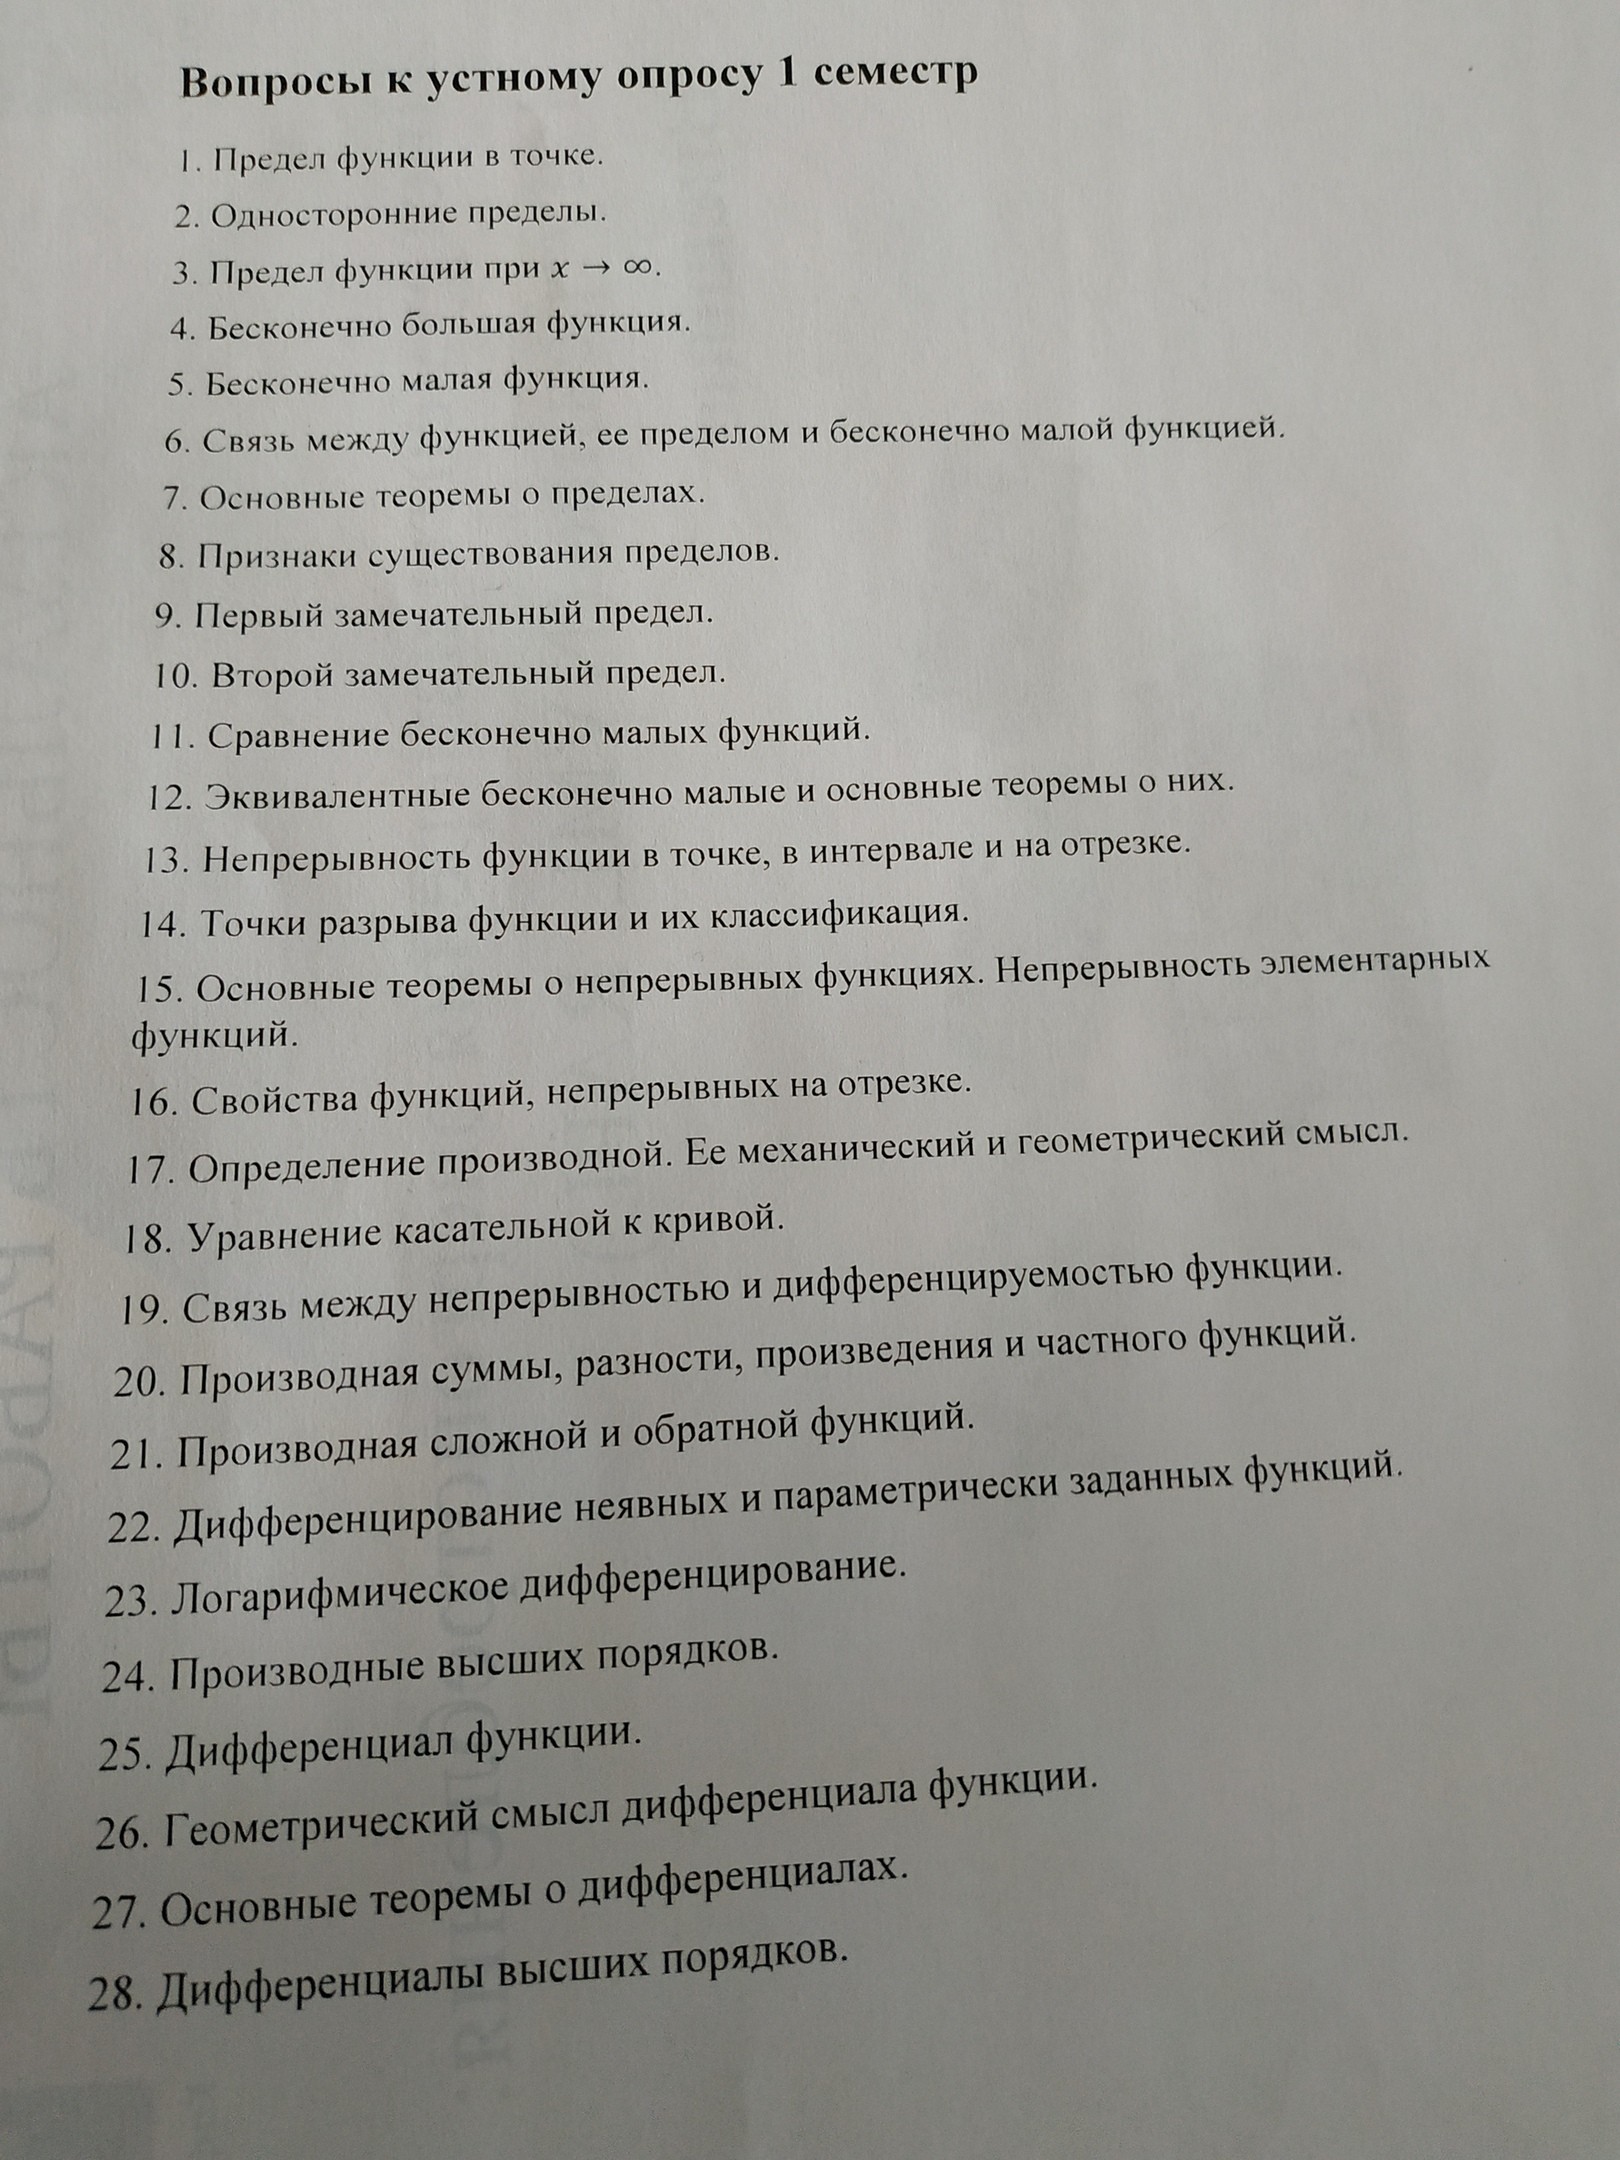 Вопросы к устному опросу 1 семестр
1. Предел функции в точке.
2. Односторонние пределы.
3. Предел функции при x → ∞.
4. Бесконечно большая функция.
5. Бесконечно малая функция.
6. Связь между функцией, ее пределом и бесконечно малой функцией.
7. Основные теоремы о пределах.
8. Признаки существования пределов.
9. Первый замечательный предел.
10. Второй замечательный предел.
11. Сравнение бесконечно малых функций.
12. Эквивалентные бесконечно малые и основные теоремы о них.
13. Непрерывность функции в точке, в интервале и на отрезке.
14. Точки разрыва функции и их классификация.
15. Основные теоремы о непрерывных функциях. Непрерывность элементарных
функций.
16. Свойства функций, непрерывных на отрезке.
17. Определение производной. Ее механический и геометрический смысл.
18. Уравнение касательной к кривой.
19. Связь между непрерывностью и дифференцируемостью функции.
20. Производная суммы, разности, произведения и частного функций.
21. Производная сложной и обратной функций.
22. Дифференцирование неявных и параметрически заданных функций.
23. Логарифмическое дифференцирование.
24. Производные высших порядков.
25. Дифференциал функции.
26. Геометрический смысл дифференциала функции.
27. Основные теоремы о дифференциалах.
28. Дифференциалы высших порядков.